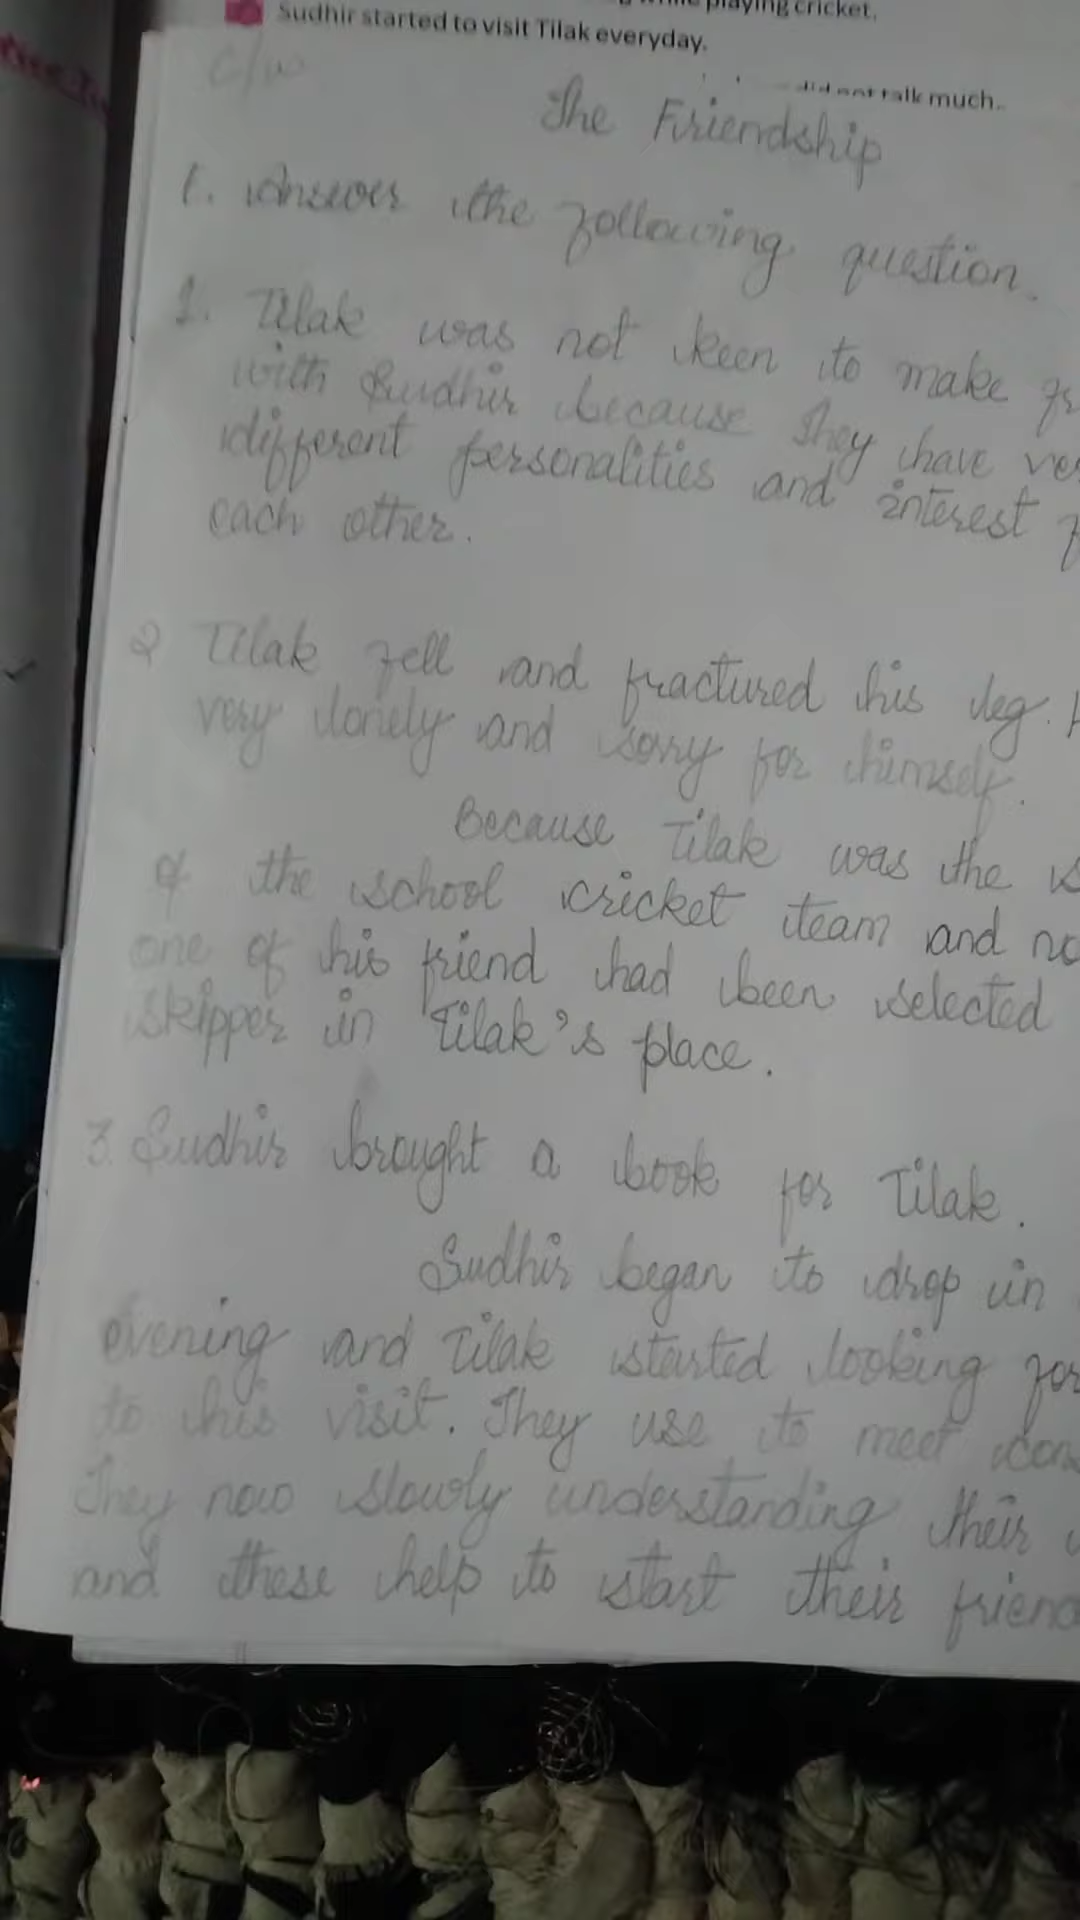 playing cricket.
Sudhir started to visit Tilak everyday.
did not talk much.
C/W
The Friendship
1. Answer the following question.
1. Tilak was not keen to make
with Sudhir because they have
different personalities and interest
each other.
2 Tilak fell and fractured his leg.
very lonely and sorry for himself.
Because Tilak was the
of the school cricket team and
one of his friend had been selected
skipper in Tilak's place.
3. Sudhir brought a book for Tilak.
Sudhir began to drop in
evening and Tilak started looking
to his visit. They use to meet
They now slowly understanding their
and these help to start their